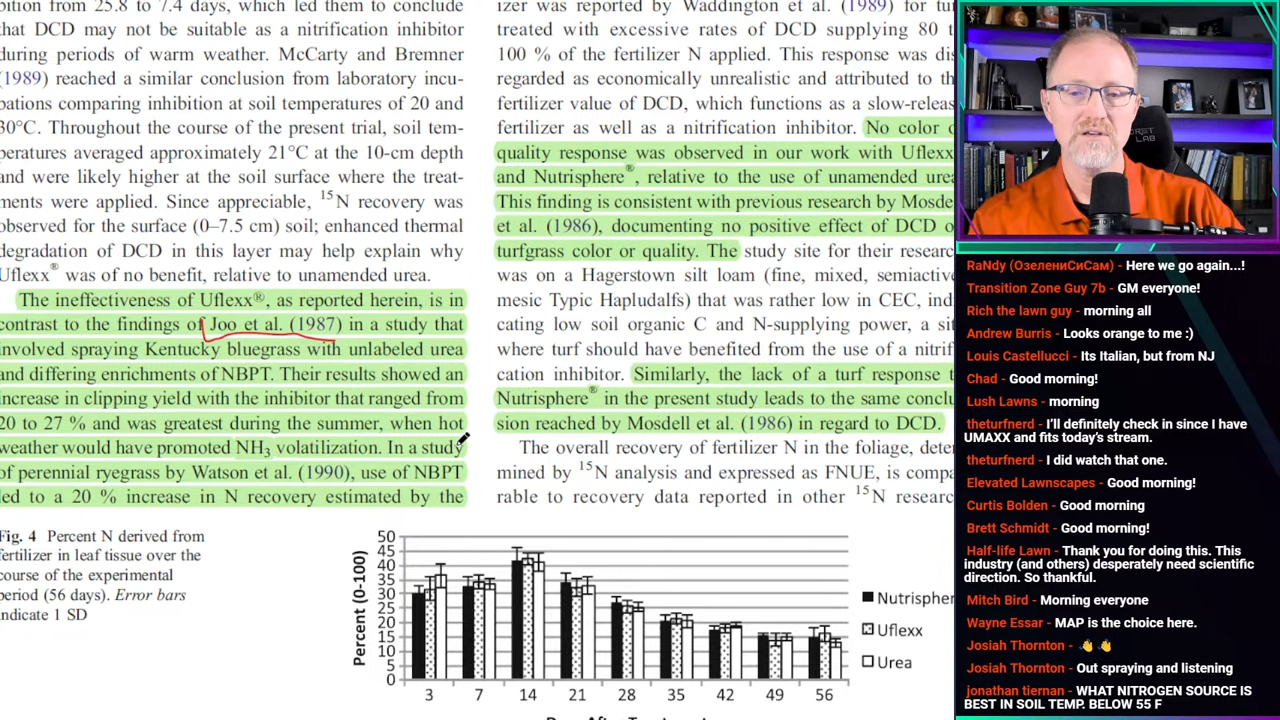 bition from 25.8 to 7.4 days, which led them to conclude
that DCD may not be suitable as a nitrification inhibitor
during periods of warm weather. McCarty and Bremner
(1989) reached a similar conclusion from laboratory incu-
bations comparing inhibition at soil temperatures of 20 and
30°C. Throughout the course of the present trial, soil tem-
peratures averaged approximately 21°C at the 10-cm depth
and were likely higher at the soil surface where the treat-
ments were applied. Since appreciable, ¹⁵N recovery was
observed for the surface (0–7.5 cm) soil; enhanced thermal
degradation of DCD in this layer may help explain why
Uflexx® was of no benefit, relative to unamended urea.
The ineffectiveness of Uflexx®, as reported herein, is in
contrast to the findings of Joo et al. (1987) in a study that
involved spraying Kentucky bluegrass with unlabeled urea
and differing enrichments of NBPT. Their results showed an
increase in clipping yield with the inhibitor that ranged from
20 to 27 % and was greatest during the summer, when hot
weather would have promoted NH₃ volatilization. In a study
of perennial ryegrass by Watson et al. (1990), use of NBPT
led to a 20 % increase in N recovery estimated by the
izer was reported by Waddington et al. (1989) for tur
treated with excessive rates of DCD supplying 80 t
100 % of the fertilizer N applied. This response was dis
regarded as economically unrealistic and attributed to th
fertilizer value of DCD, which functions as a slow-releas
fertilizer as well as a nitrification inhibitor. No color o
quality response was observed in our work with Uflexx
and Nutrisphere®, relative to the use of unamended urea
This finding is consistent with previous research by Mosde
et al. (1986), documenting no positive effect of DCD o
turfgrass color or quality. The study site for their researc
was on a Hagerstown silt loam (fine, mixed, semiactive
mesic Typic Hapludalfs) that was rather low in CEC, indi
cating low soil organic C and N-supplying power, a sit
where turf should have benefited from the use of a nitrif
cation inhibitor. Similarly, the lack of a turf response t
Nutrisphere® in the present study leads to the same conclu
sion reached by Mosdell et al. (1986) in regard to DCD.
The overall recovery of fertilizer N in the foliage, deter
mined by ¹⁵N analysis and expressed as FNUE, is compa
rable to recovery data reported in other ¹⁵N researc
Fig. 4 Percent N derived from
fertilizer in leaf tissue over the
course of the experimental
period (56 days). Error bars
indicate 1 SD
Percent (0-100)
50
45
40
35
30
25
20
15
10
5
0
3 7 14 21 28 35 42 49 56
Nutrispher
Uflexx
Urea
RaNdy (ОзелениСиСам) - Here we go again...!
Transition Zone Guy 7b - GM everyone!
Rich the lawn guy - morning all
Andrew Burris - Looks orange to me :)
Louis Castellucci - Its Italian, but from NJ
Chad - Good morning!
Lush Lawns - morning
theturfnerd - I'll definitely check in since I have
UMAXX and fits today's stream.
theturfnerd - I did watch that one.
Elevated Lawnscapes - Good morning!
Curtis Bolden - Good morning
Brett Schmidt - Good morning!
Half-life Lawn - Thank you for doing this. This
industry (and others) desperately need scientific
direction. So thankful.
Mitch Bird - Morning everyone
Wayne Essar - MAP is the choice here.
Josiah Thornton - 👋 👋
Josiah Thornton - Out spraying and listening
jonathan tiernan - WHAT NITROGEN SOURCE IS
BEST IN SOIL TEMP. BELOW 55 F